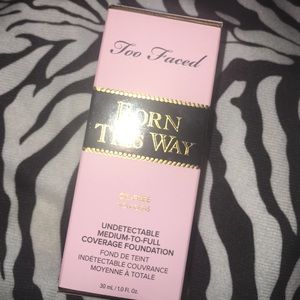 Too Faced
BORN
THIS WAY
UNDETECTABLE
MEDIUM-TO-FULL
COVERAGE FOUNDATION
FOND DE TEINT
INDÉTECTABLE COUVRANCE
MOYENNE À TOTALE
30 mL / 1.0 Fl. Oz.